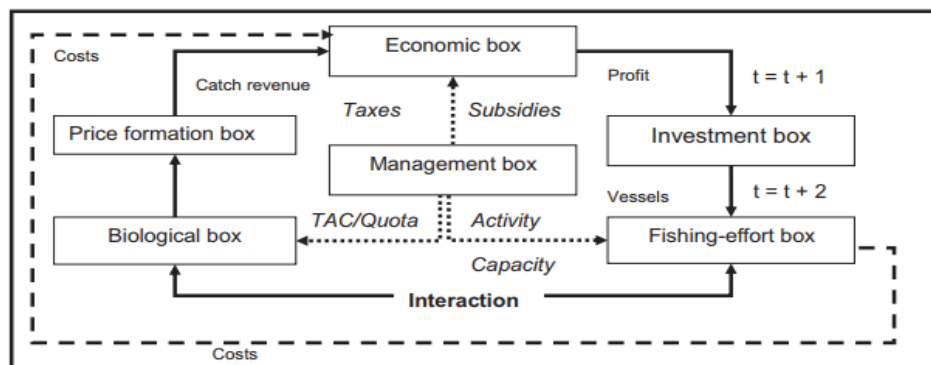 Economic box
Costs
Profit
t = t + 1
Catch revenue
Taxes
Subsidies
Price formation box
Investment box
Management box
Vessels
t = t + 2
TAC/Quota
Activity
Biological box
Fishing-effort box
Capacity
Interaction
Costs